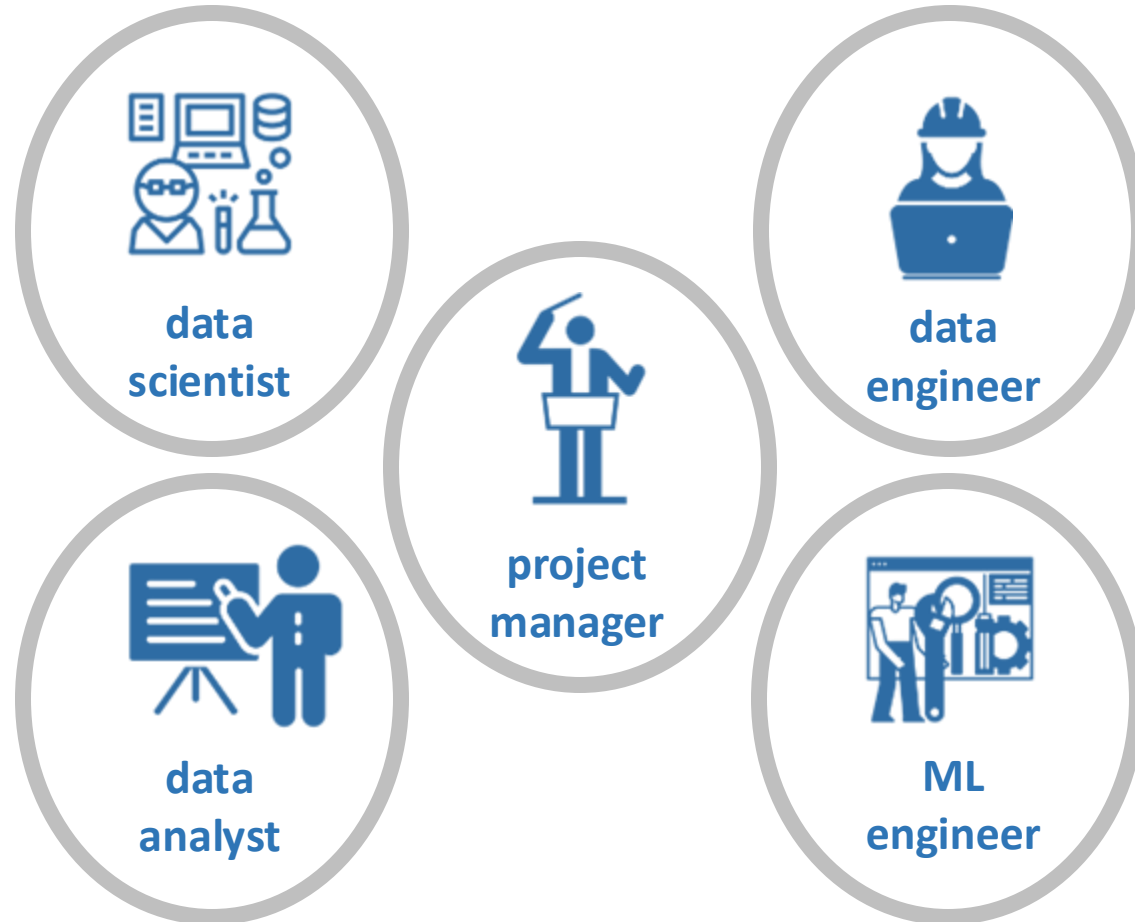 data
scientist
data
engineer
project
manager
data
analyst
ML
engineer